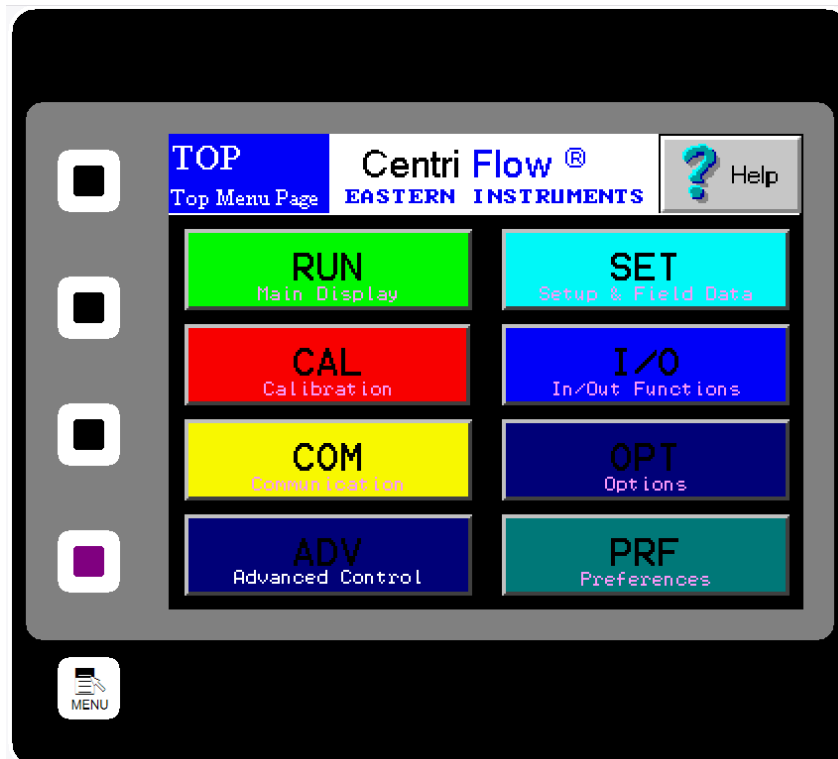 TOP
Top Menu Page
Centri Flow ®
EASTERN INSTRUMENTS
? Help
RUN
Main Display
SET
Setup & Field Data
CAL
Calibration
I/O
In/Out Functions
COM
Communication
OPT
Options
ADV
Advanced Control
PRF
Preferences
MENU